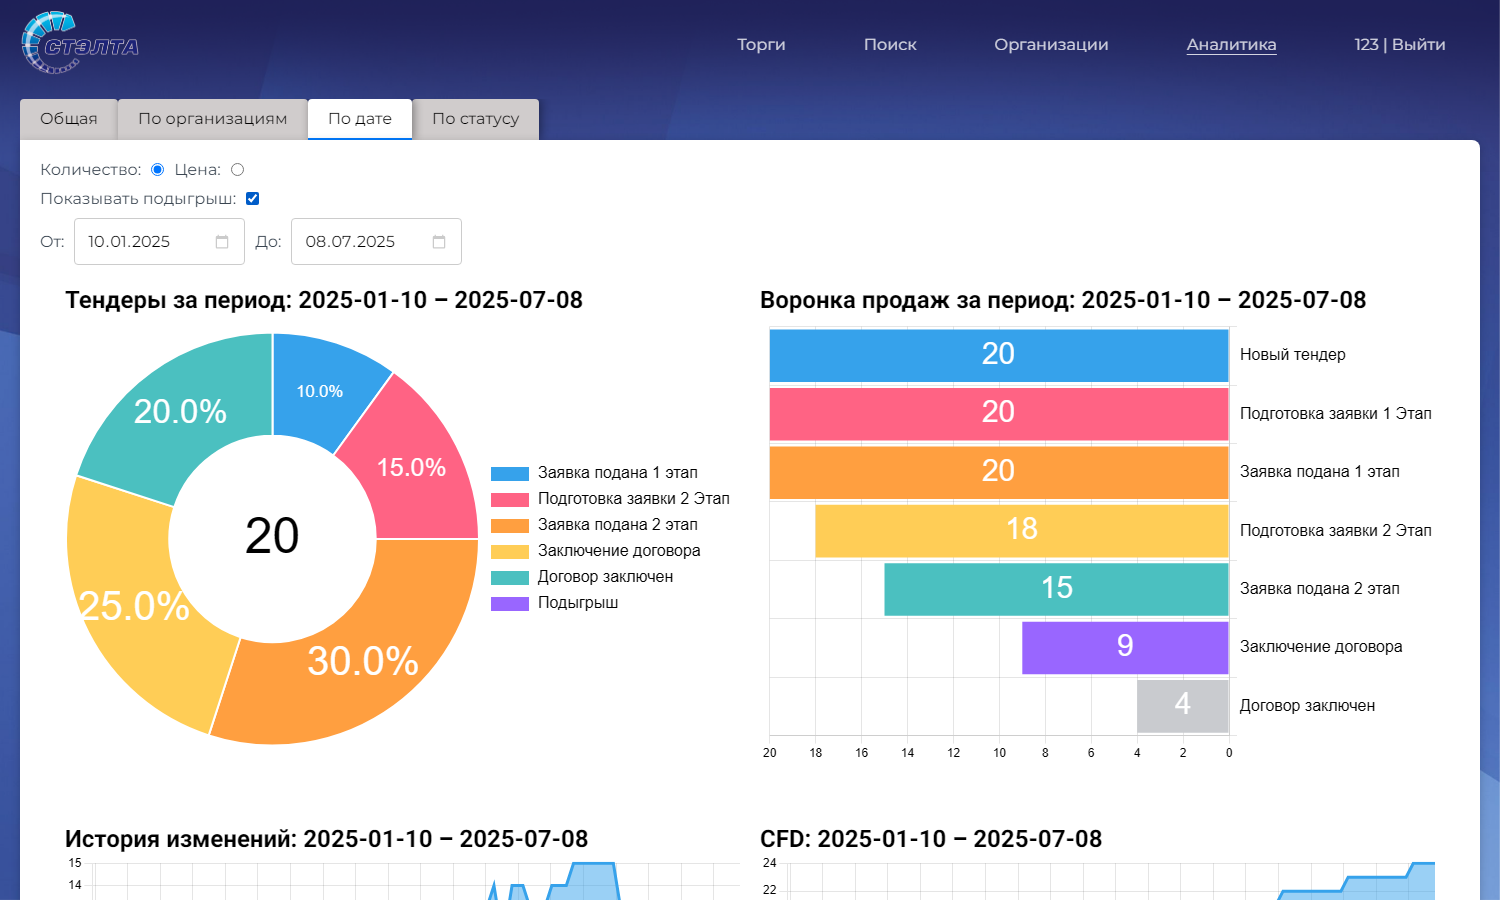 СТЭЛТА
Торги
Поиск
Организации
Аналитика
123 | Выйти
Общая
По организациям
По дате
По статусу
Количество:
Цена:
Показывать подыгрыш:
От: 10.01.2025 До: 08.07.2025
Тендеры за период: 2025-01-10 – 2025-07-08
10.0%
15.0%
20.0%
20
25.0%
30.0%
Заявка подана 1 этап
Подготовка заявки 2 Этап
Заявка подана 2 этап
Заключение договора
Договор заключен
Подыгрыш
Воронка продаж за период: 2025-01-10 – 2025-07-08
20 Новый тендер
20 Подготовка заявки 1 Этап
20 Заявка подана 1 этап
18 Подготовка заявки 2 Этап
15 Заявка подана 2 этап
9 Заключение договора
4 Договор заключен
20 18 16 14 12 10 8 6 4 2 0
История изменений: 2025-01-10 – 2025-07-08
15
14
CFD: 2025-01-10 – 2025-07-08
24
22